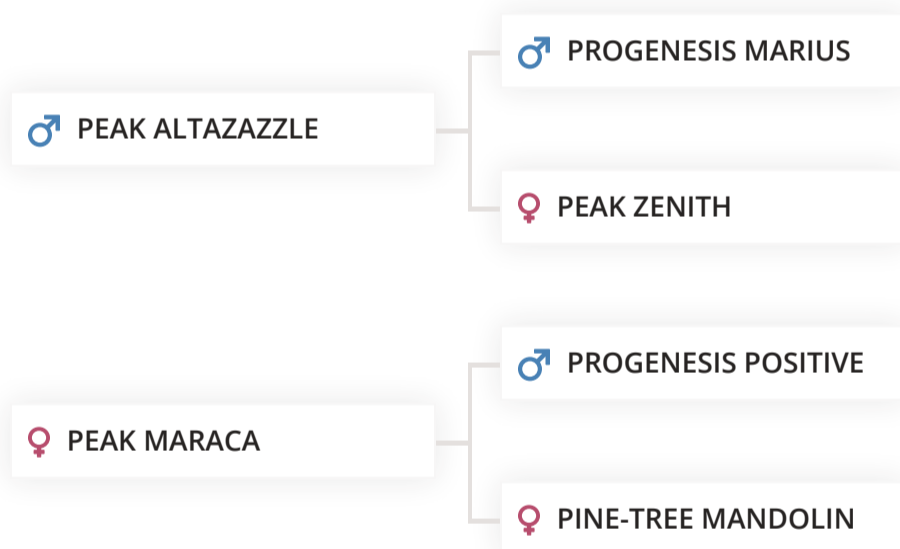 PROGENESIS MARIUS
PEAK ALTAZAZZLE
PEAK ZENITH
PROGENESIS POSITIVE
PEAK MARACA
PINE-TREE MANDOLIN